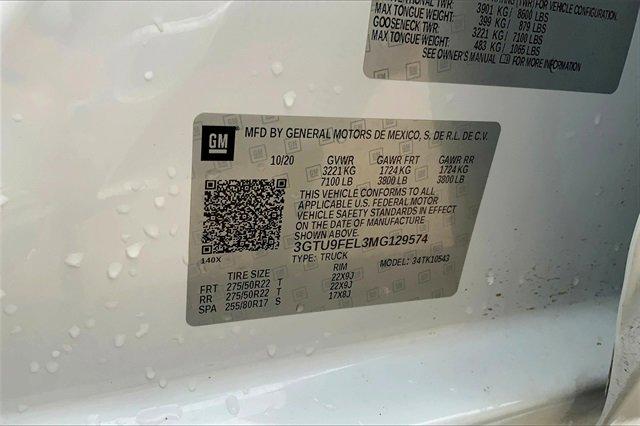 CONVENTIONAL TWR: 3901 KG / 8600 LBS
MAX TONGUE WEIGHT: 399 KG / 879 LBS
GOOSENECK TWR: 3221 KG / 7100 LBS
MAX TONGUE WEIGHT: 483 KG / 1065 LBS
SEE OWNER'S MANUAL FOR MORE INFORMATION
GM
MFD BY GENERAL MOTORS DE MEXICO, S. DE R.L. DE C.V.
10/20 GVWR GAWR FRT GAWR RR
3221 KG 1724 KG 1724 KG
7100 LB 3800 LB 3800 LB
THIS VEHICLE CONFORMS TO ALL
APPLICABLE U.S. FEDERAL MOTOR
VEHICLE SAFETY STANDARDS IN EFFECT
ON THE DATE OF MANUFACTURE
SHOWN ABOVE.
3GTU9FEL3MG129574
140X TYPE: TRUCK MODEL: 34TK10543
TIRE SIZE RIM
FRT 275/50R22 T 22X9J
RR 275/50R22 T 22X9J
SPA 255/80R17 S 17X8J